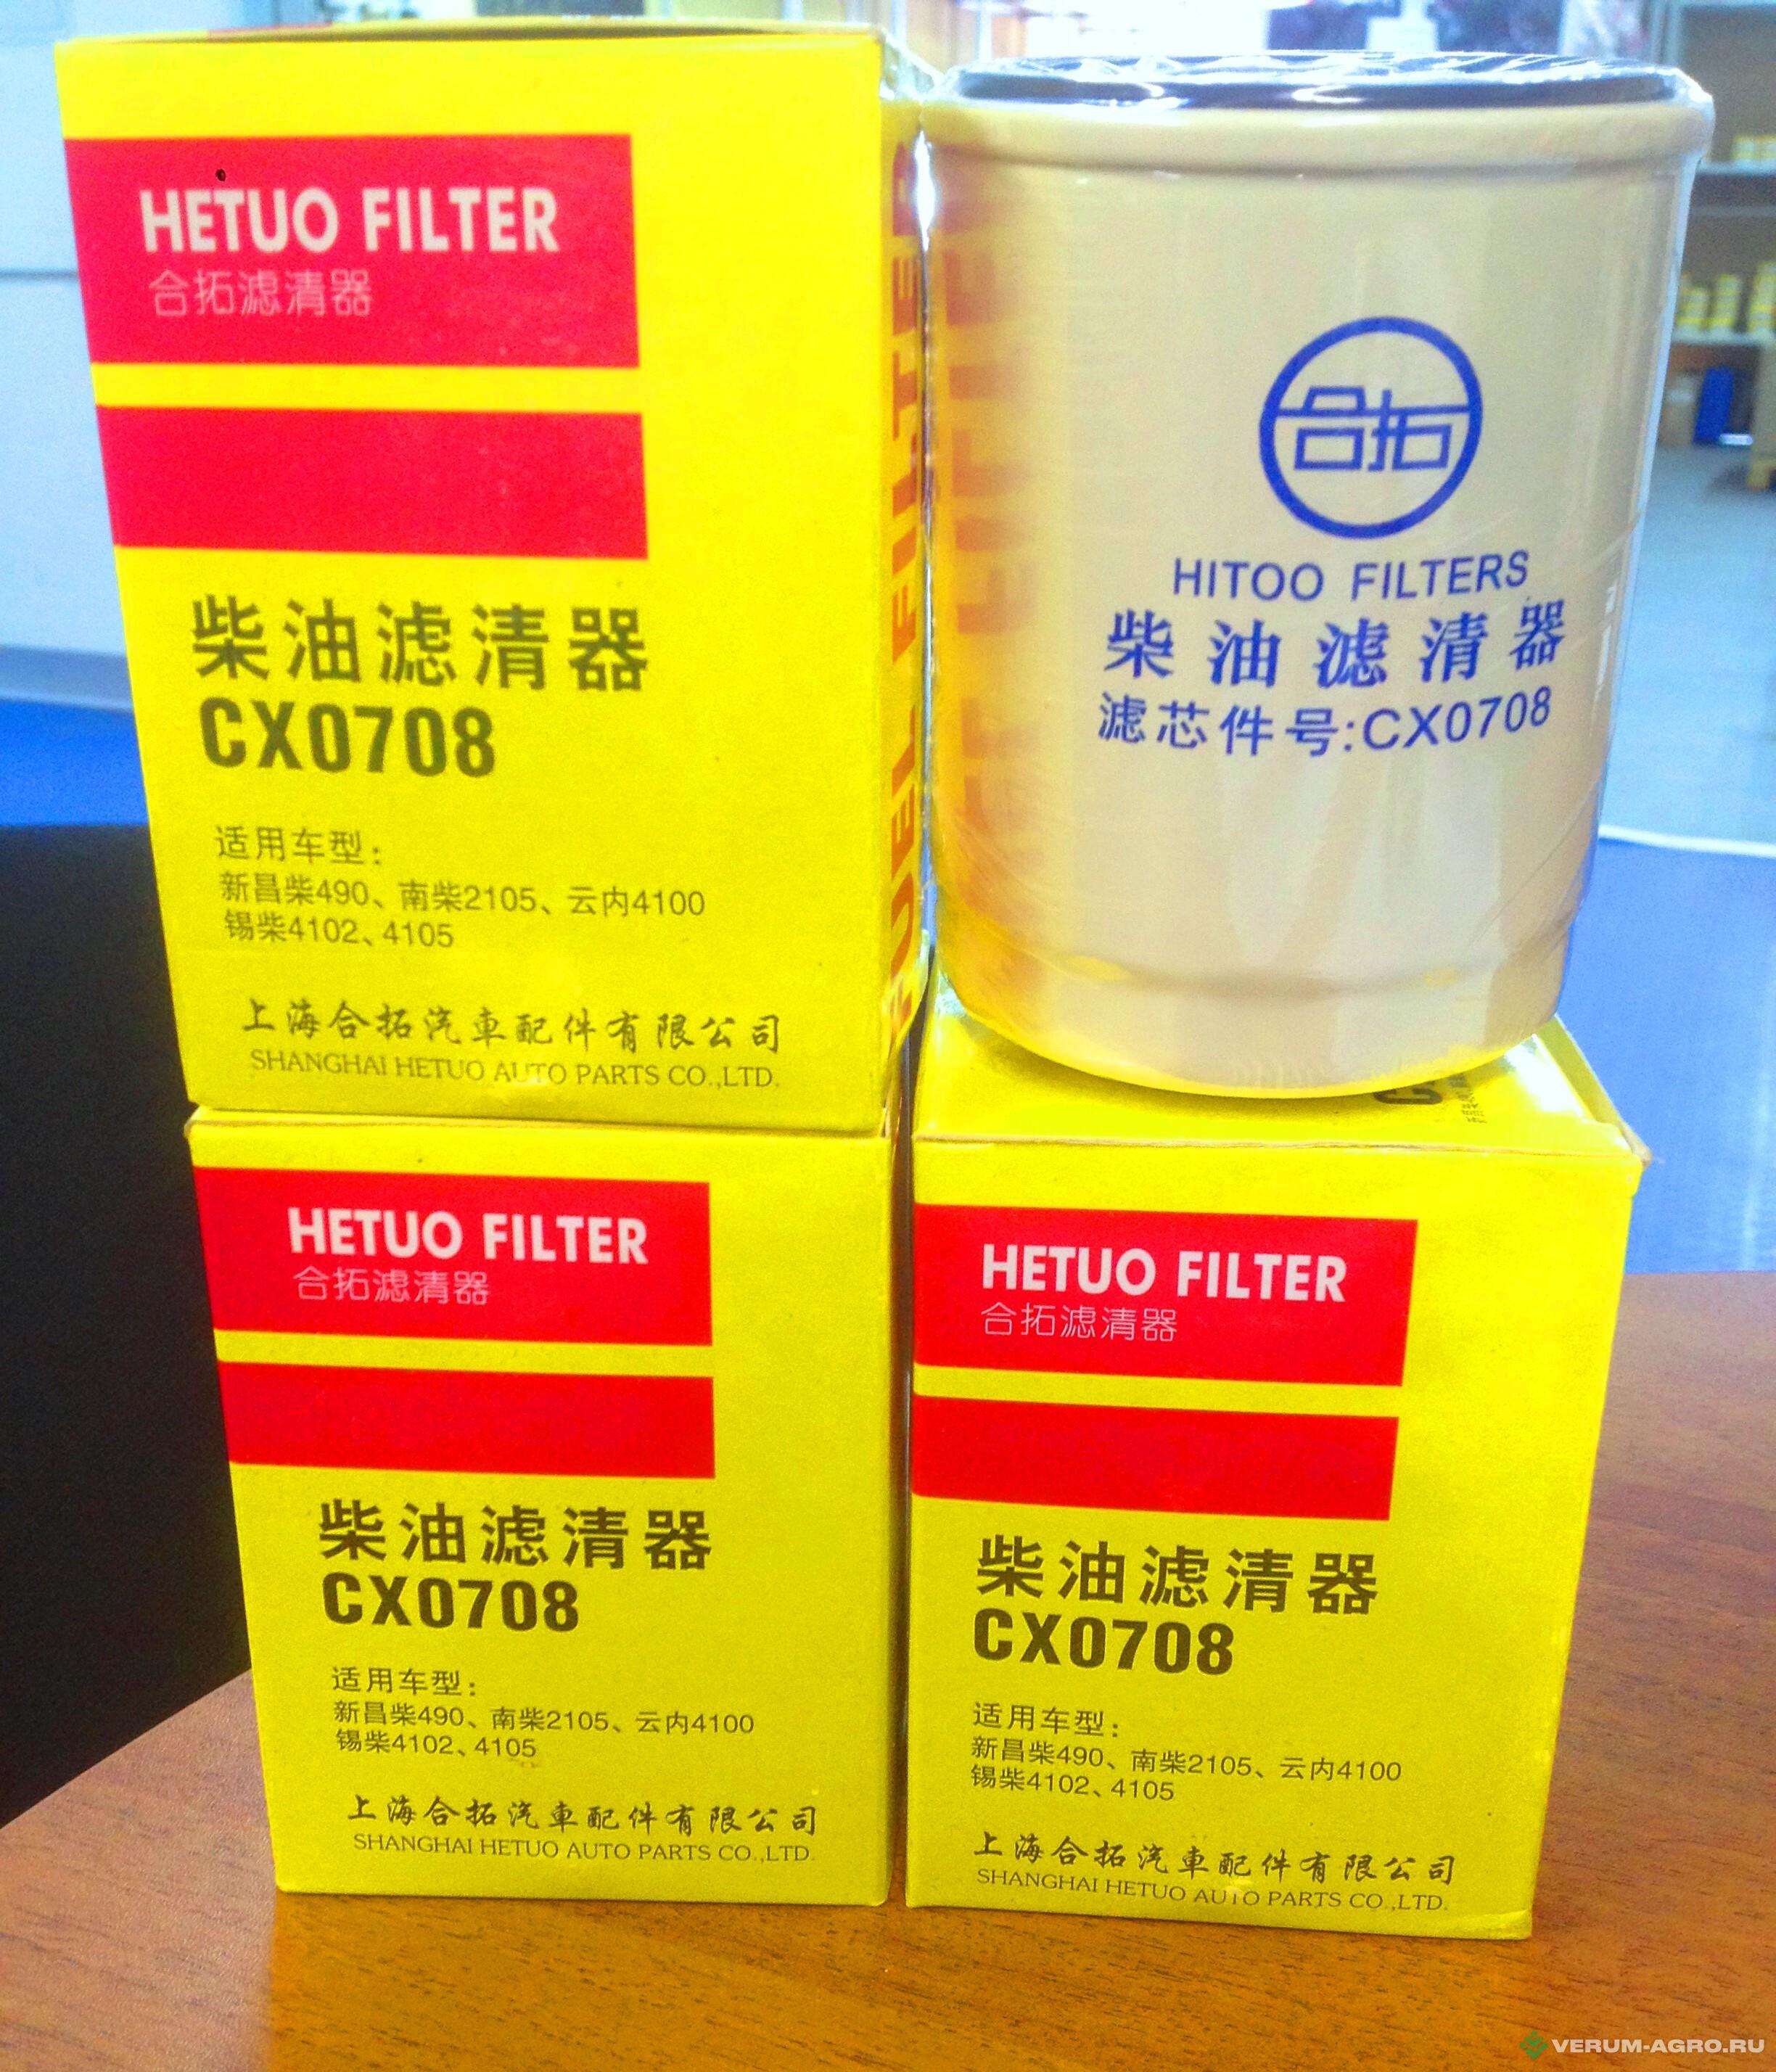 HETUO FILTER
合拓滤清器
柴油滤清器
CX0708
适用车型：
新昌柴490、南柴2105、云内4100
锡柴4102、4105
上海合拓汽車配件有限公司
SHANGHAI HETUO AUTO PARTS CO.,LTD.
FUEL FILTER
合拓
HITOO FILTERS
柴油滤清器
滤芯件号:CX0708
HETUO FILTER
合拓滤清器
柴油滤清器
CX0708
适用车型：
新昌柴490、南柴2105、云内4100
锡柴4102、4105
上海合拓汽車配件有限公司
SHANGHAI HETUO AUTO PARTS CO.,LTD.
HETUO FILTER
合拓滤清器
柴油滤清器
CX0708
适用车型：
新昌柴490、南柴2105、云内4100
锡柴4102、4105
上海合拓汽車配件有限公司
SHANGHAI HETUO AUTO PARTS CO.,LTD.
VERUM-AGRO.RU